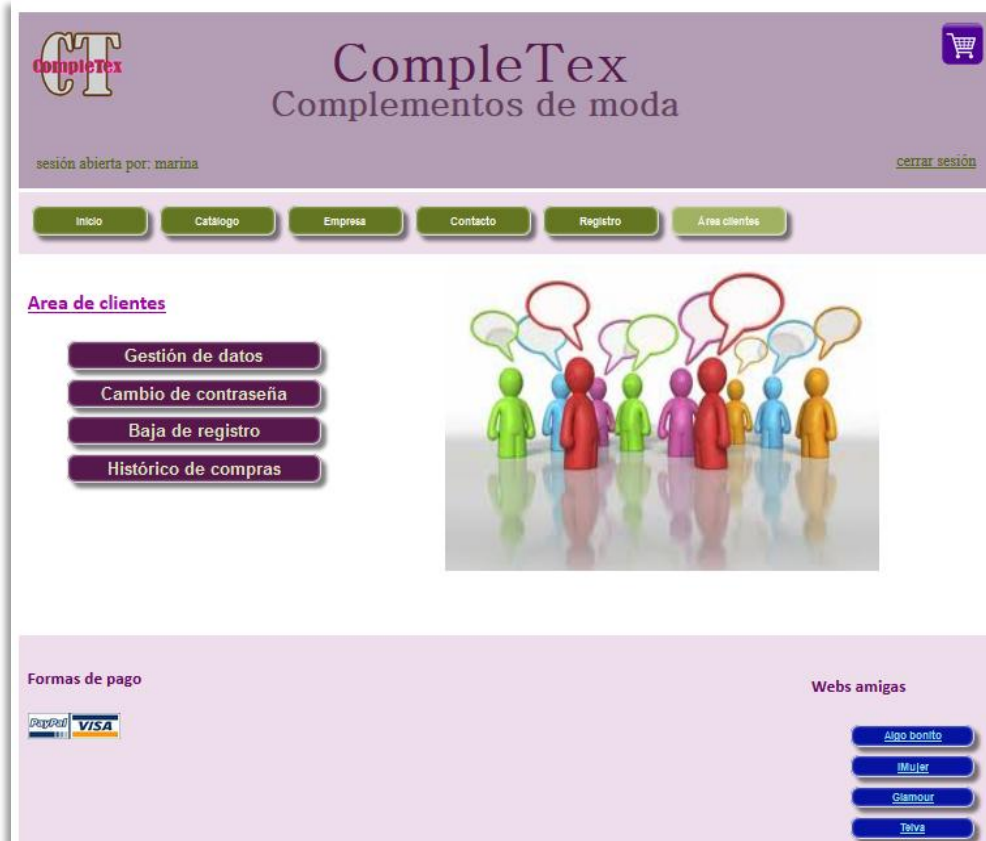 CT
CompleTex
CompleTex
Complementos de moda
sesión abierta por: marina
cerrar sesión
Inicio
Catálogo
Empresa
Contacto
Registro
Área clientes
Area de clientes
Gestión de datos
Cambio de contraseña
Baja de registro
Histórico de compras
Formas de pago
PayPal VISA
Webs amigas
Algo bonito
IMujer
Glamour
Telva